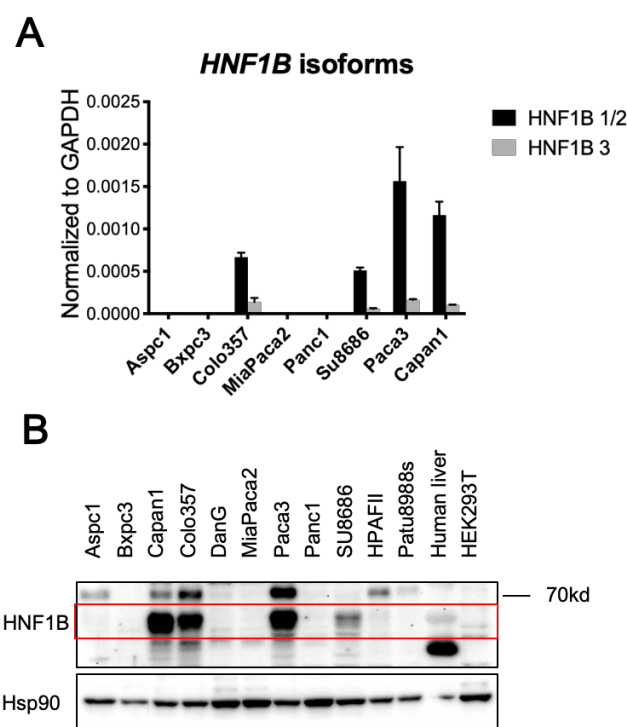 A
HNF1B isoforms
Normalized to GAPDH
0.0025
0.0020
0.0015
0.0010
0.0005
0.0000
Aspc1
Bxpc3
Colo357
MiaPaca2
Panc1
Su8686
Paca3
Capan1
HNF1B 1/2
HNF1B 3
B
Aspc1
Bxpc3
Capan1
Colo357
DanG
MiaPaca2
Paca3
Panc1
SU8686
HPAFII
Patu8988s
Human liver
HEK293T
70kd
HNF1B
Hsp90